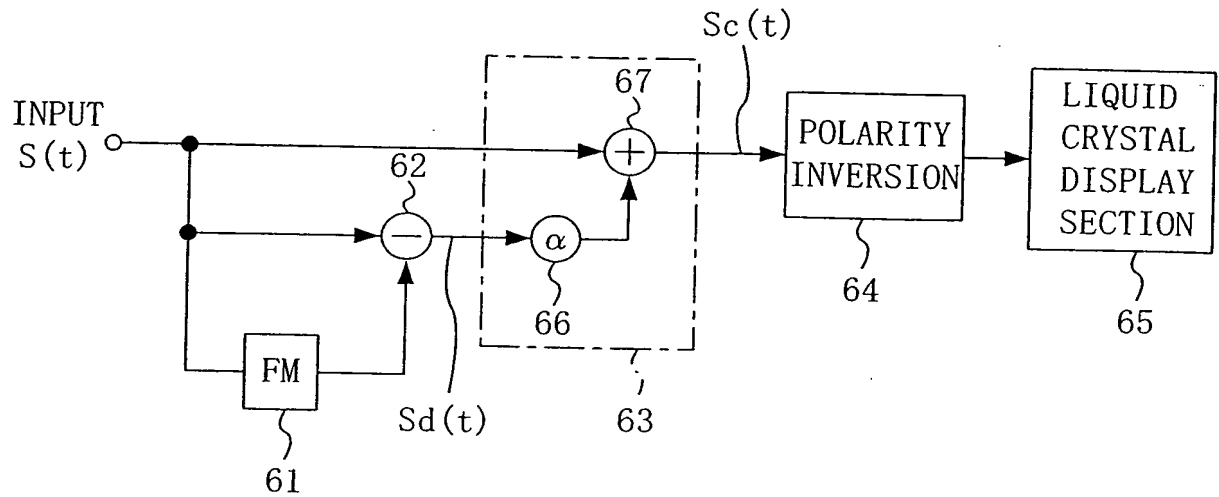 Sc(t)
67
INPUT
S(t)
62
+
POLARITY
INVERSION
LIQUID
CRYSTAL
DISPLAY
SECTION
−
α
66
64
65
FM
Sd(t)
63
61